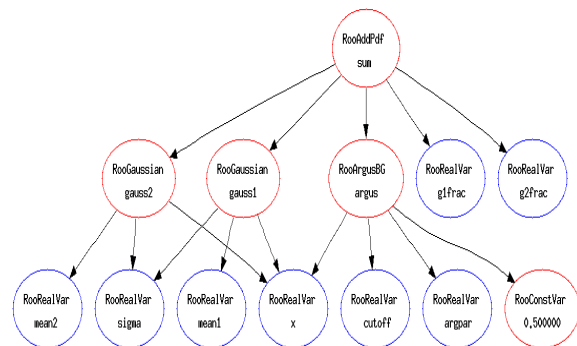 RooAddPdf
sum
RooGaussian
gauss2
RooGaussian
gauss1
RooArgusBG
argus
RooRealVar
g1frac
RooRealVar
g2frac
RooRealVar
mean2
RooRealVar
sigma
RooRealVar
mean1
RooRealVar
x
RooRealVar
cutoff
RooRealVar
argpar
RooConstVar
0.500000